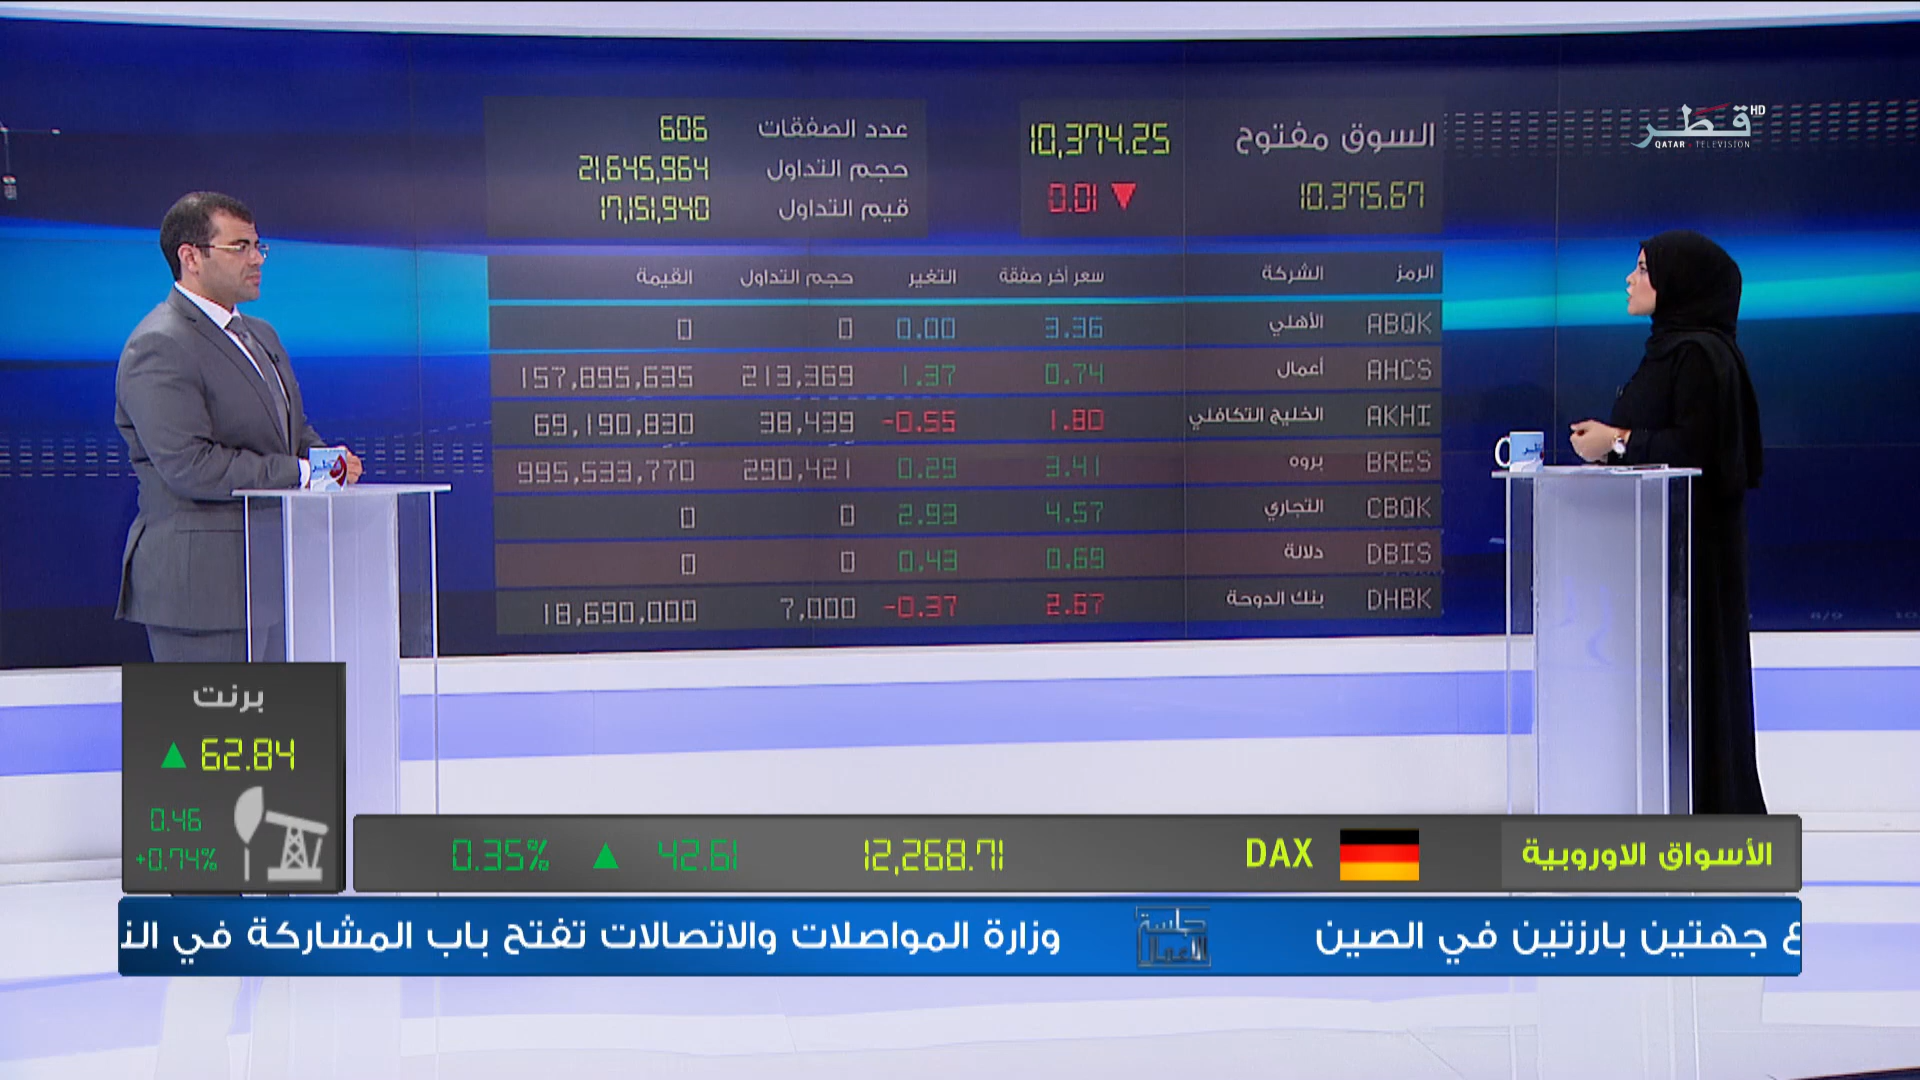 قطر HD
QATAR TELEVISION
السوق مفتوح 10,374.25
10,375.67 ▼ 0.01
عدد الصفقات 606
حجم التداول 21,645,964
قيم التداول 17,151,940
الرمز الشركة سعر أخر صفقة التغير حجم التداول القيمة
ABQK الأهلي 3.36 0.00 0 0
AHCS أعمال 0.74 1.37 213,369 157,895,635
AKHI الخليج التكافلي 1.80 -0.55 38,439 69,190,830
BRES بروه 3.41 0.29 290,421 995,533,770
CBQK التجاري 4.57 2.93 0 0
DBIS دلالة 0.69 0.43 0 0
DHBK بنك الدوحة 2.67 -0.37 7,000 18,690,000
برنت
▲ 62.84
0.46
+0.74%
الأسواق الاوروبية DAX 12,268.71 42.61 ▲ 0.35%
ع جهتين بارزتين في الصين جلسة الأعمال وزارة المواصلات والاتصالات تفتح باب المشاركة في